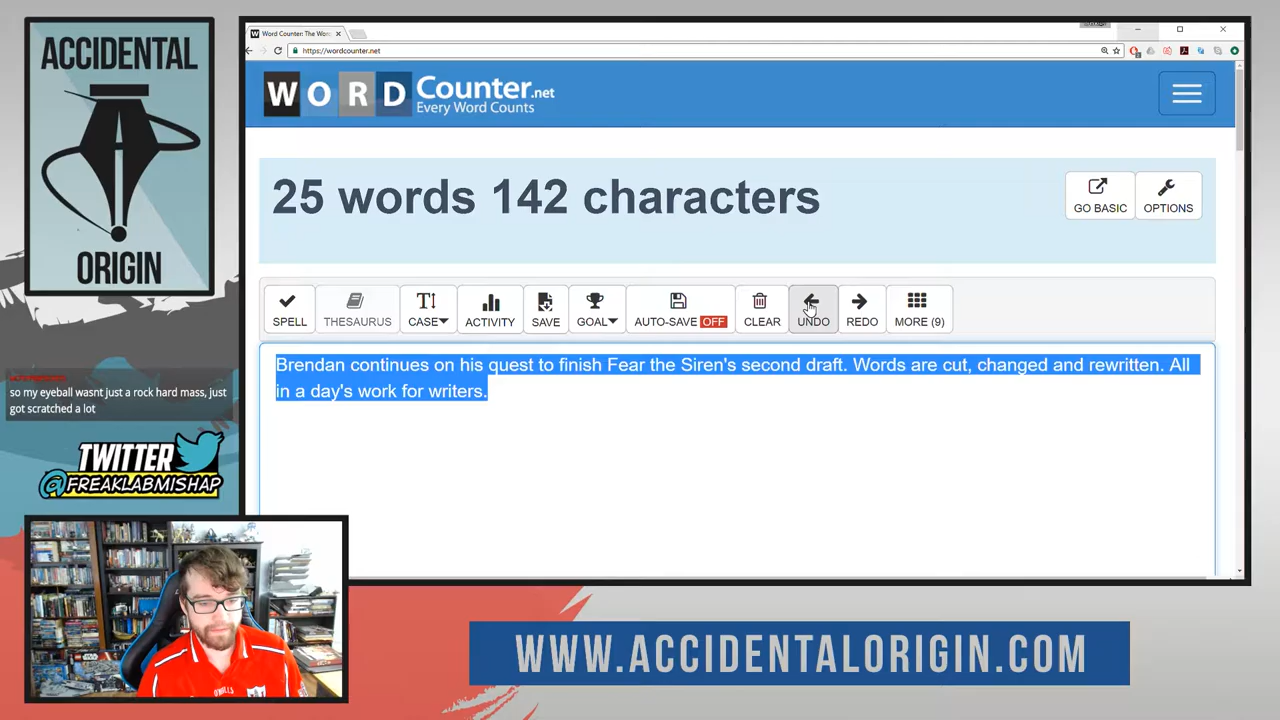 ACCIDENTAL
ORIGIN
Word Counter: The Wor
https://wordcounter.net
WORD Counter.net
Every Word Counts
25 words 142 characters
GO BASIC
OPTIONS
SPELL
THESAURUS
CASE
ACTIVITY
SAVE
GOAL
AUTO-SAVE OFF
CLEAR
UNDO
REDO
MORE (9)
Brendan continues on his quest to finish Fear the Siren's second draft. Words are cut, changed and rewritten. All
in a day's work for writers.
so my eyeball wasnt just a rock hard mass, just
got scratched a lot
TWITTER
@FREAKLABMISHAP
O'NEILLS
WWW.ACCIDENTALORIGIN.COM